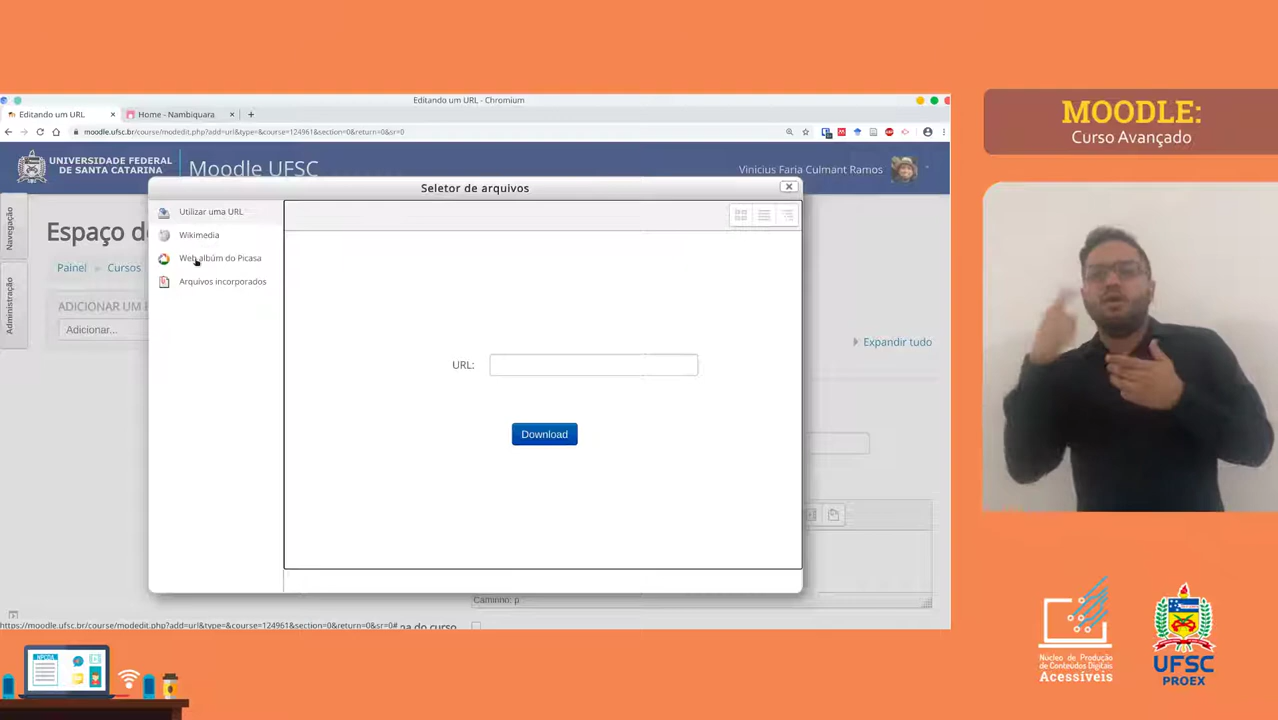 Editando um URL - Chromium
Editando um URL
Home - Nambiquara
moodle.ufsc.br/course/modedit.php?add=url&type=&course=124961&section=0&return=0&sr=0
UNIVERSIDADE FEDERAL
DE SANTA CATARINA
Moodle UFSC
Vinicius Faria Culmant Ramos
Seletor de arquivos
Navegação
Administração
Espaço d
Painel
Cursos
Adicionar...
Utilizar uma URL
Wikimedia
Web albúm do Picasa
Arquivos incorporados
URL:
Download
Expandir tudo
Caminho: p
https://moodle.ufsc.br/course/modedit.php?add=url&type=&course=124961&section=0&return=0&sr=0#
a do curso
MOODLE:
Curso Avançado
Núcleo de Produção
de Conteúdos Digitais
Acessíveis
UFSC
PROEX
NPCDA